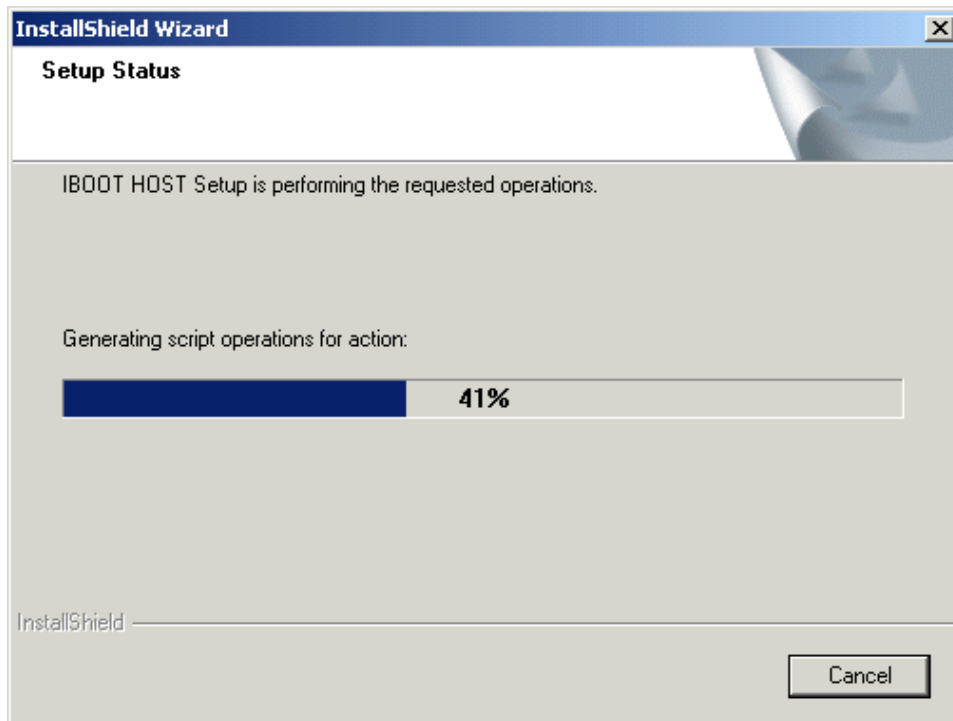 InstallShield Wizard
Setup Status
IBOOT HOST Setup is performing the requested operations.
Generating script operations for action:
41%
InstallShield
Cancel